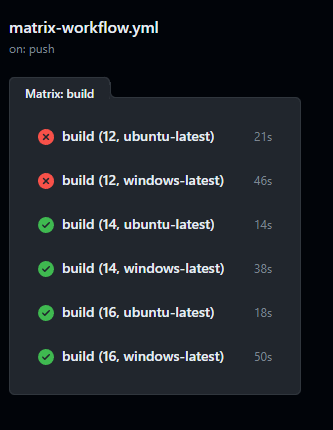 matrix-workflow.yml
on: push
Matrix: build
build (12, ubuntu-latest) 21s
build (12, windows-latest) 46s
build (14, ubuntu-latest) 14s
build (14, windows-latest) 38s
build (16, ubuntu-latest) 18s
build (16, windows-latest) 50s